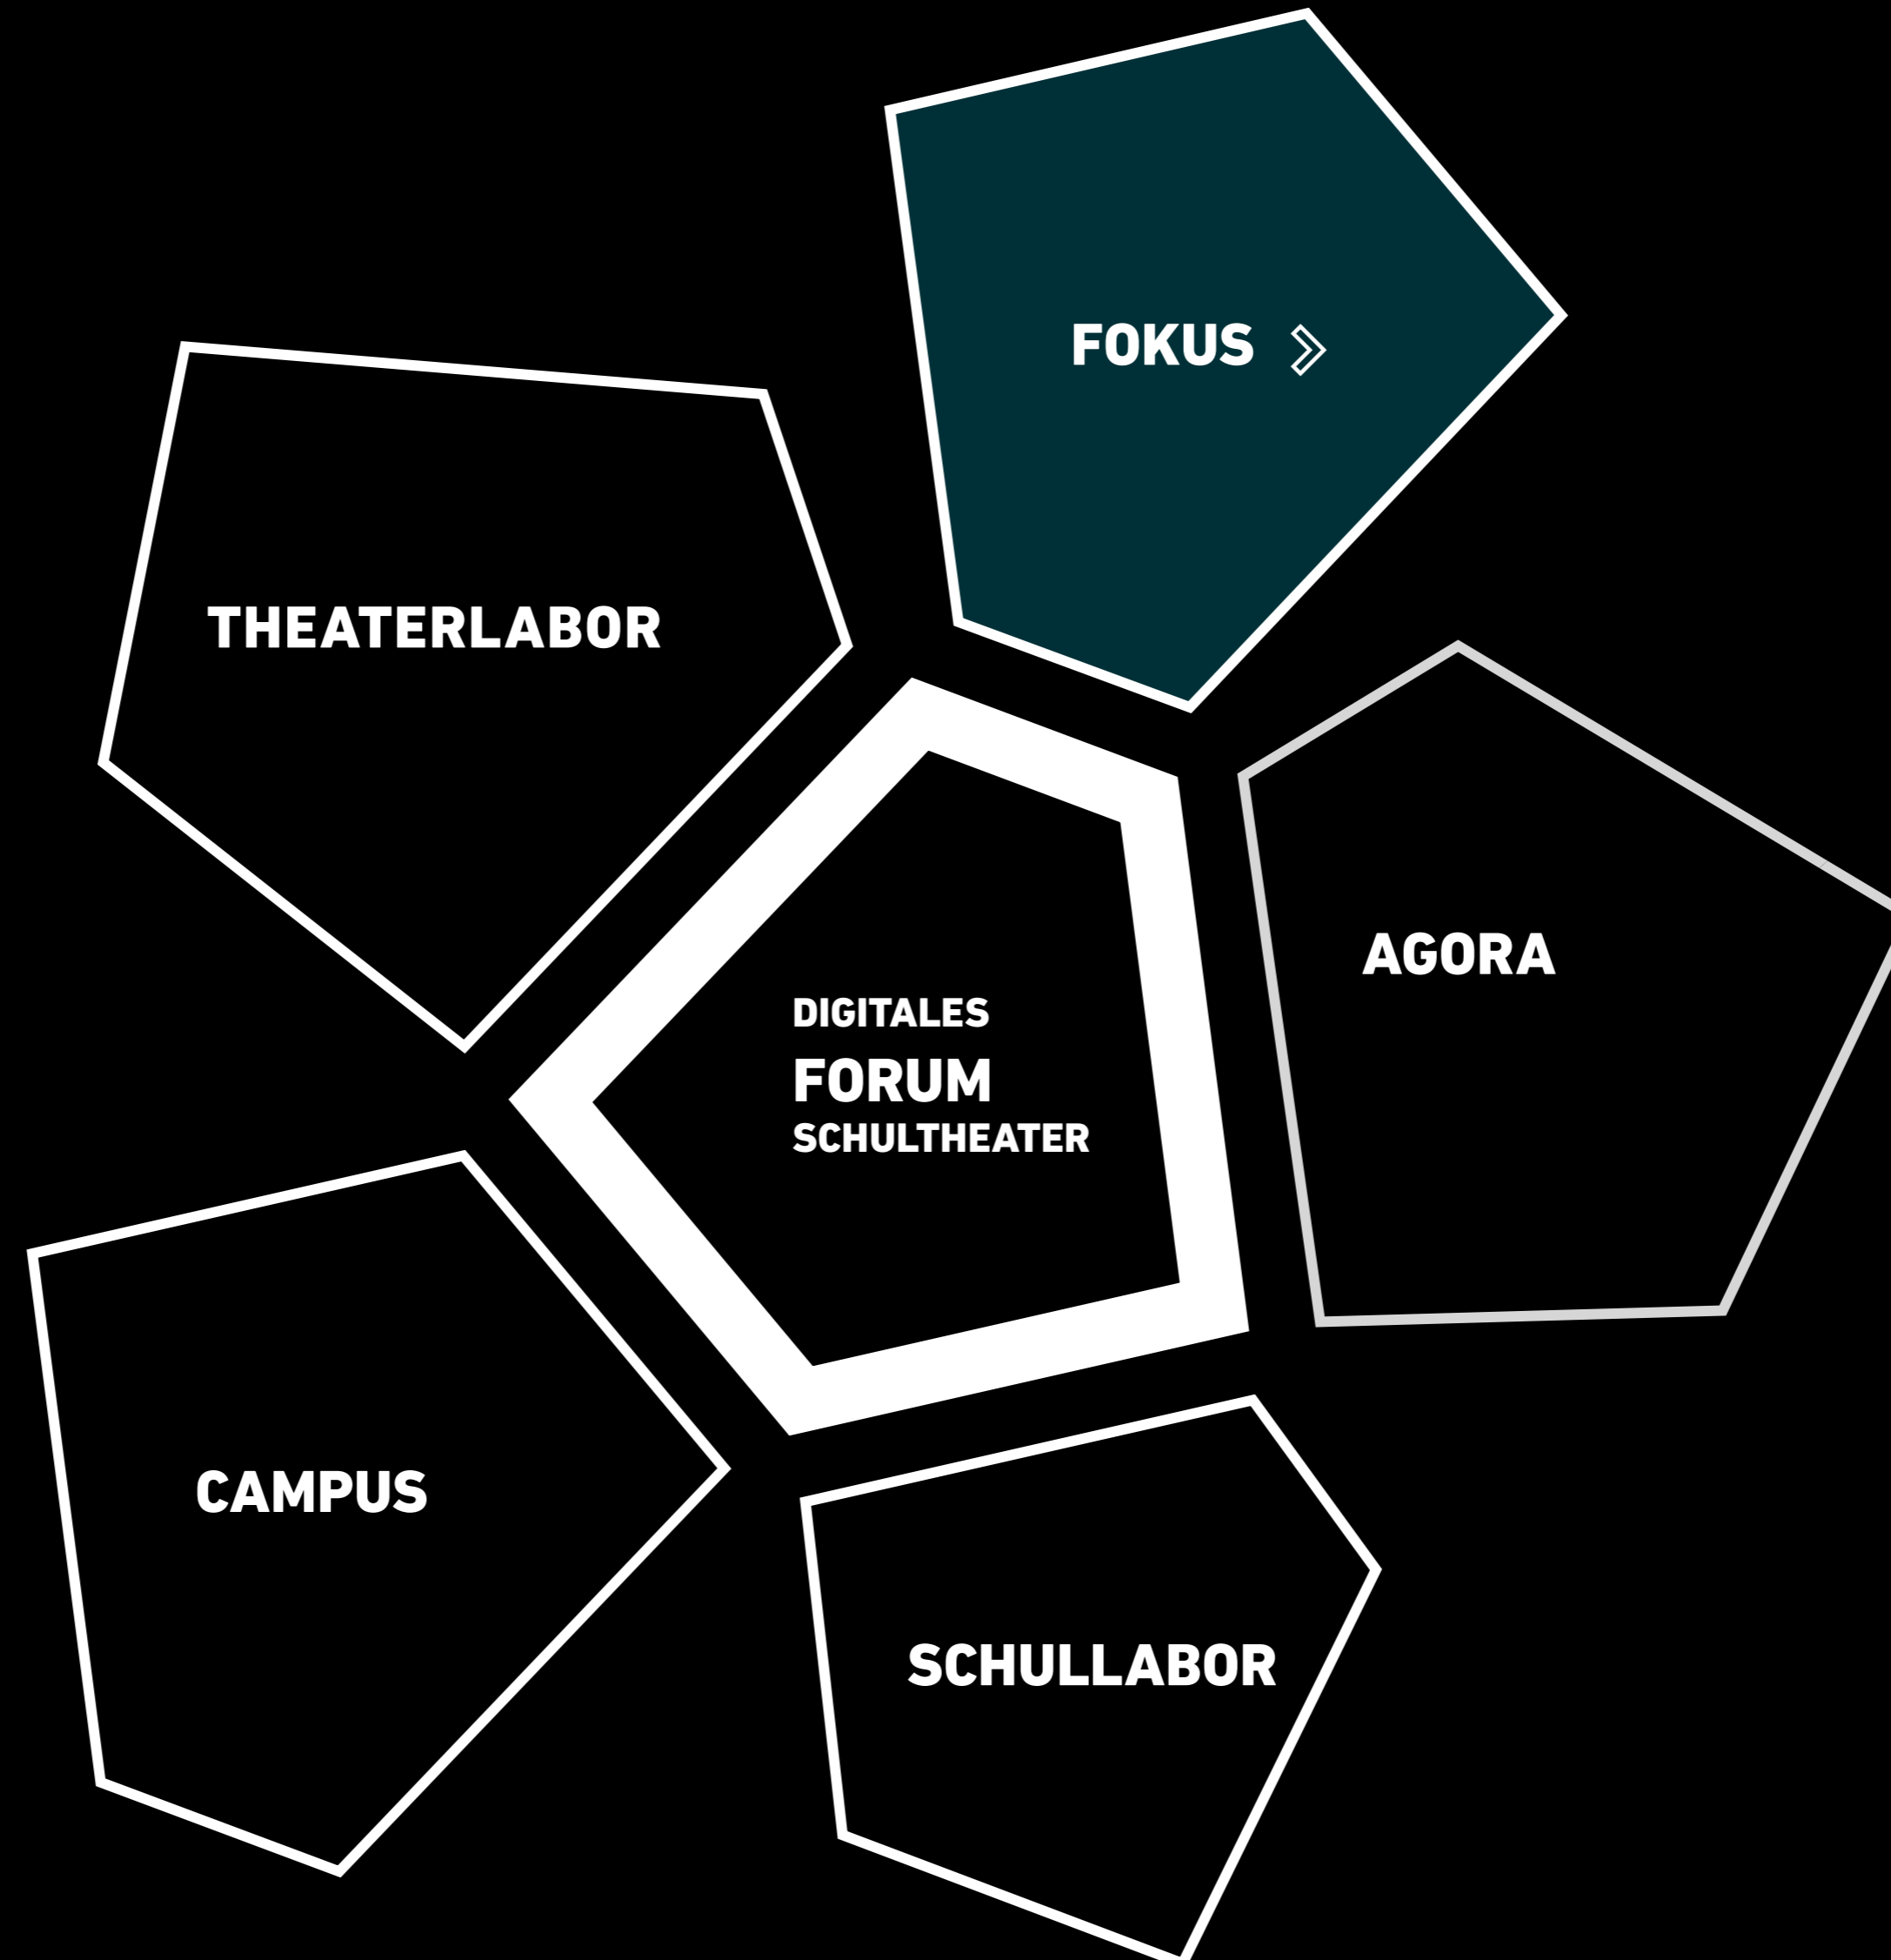 FOKUS
THEATERLABOR
AGORA
DIGITALES
FORUM
SCHULTHEATER
CAMPUS
SCHULLABOR